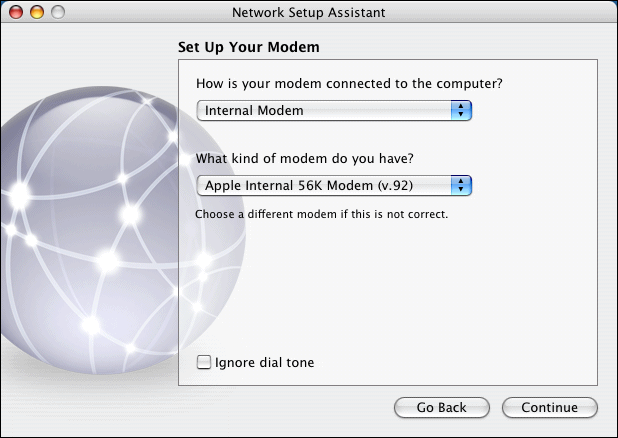 Network Setup Assistant
Set Up Your Modem
How is your modem connected to the computer?
Internal Modem
What kind of modem do you have?
Apple Internal 56K Modem (v.92)
Choose a different modem if this is not correct.
Ignore dial tone
Go Back
Continue